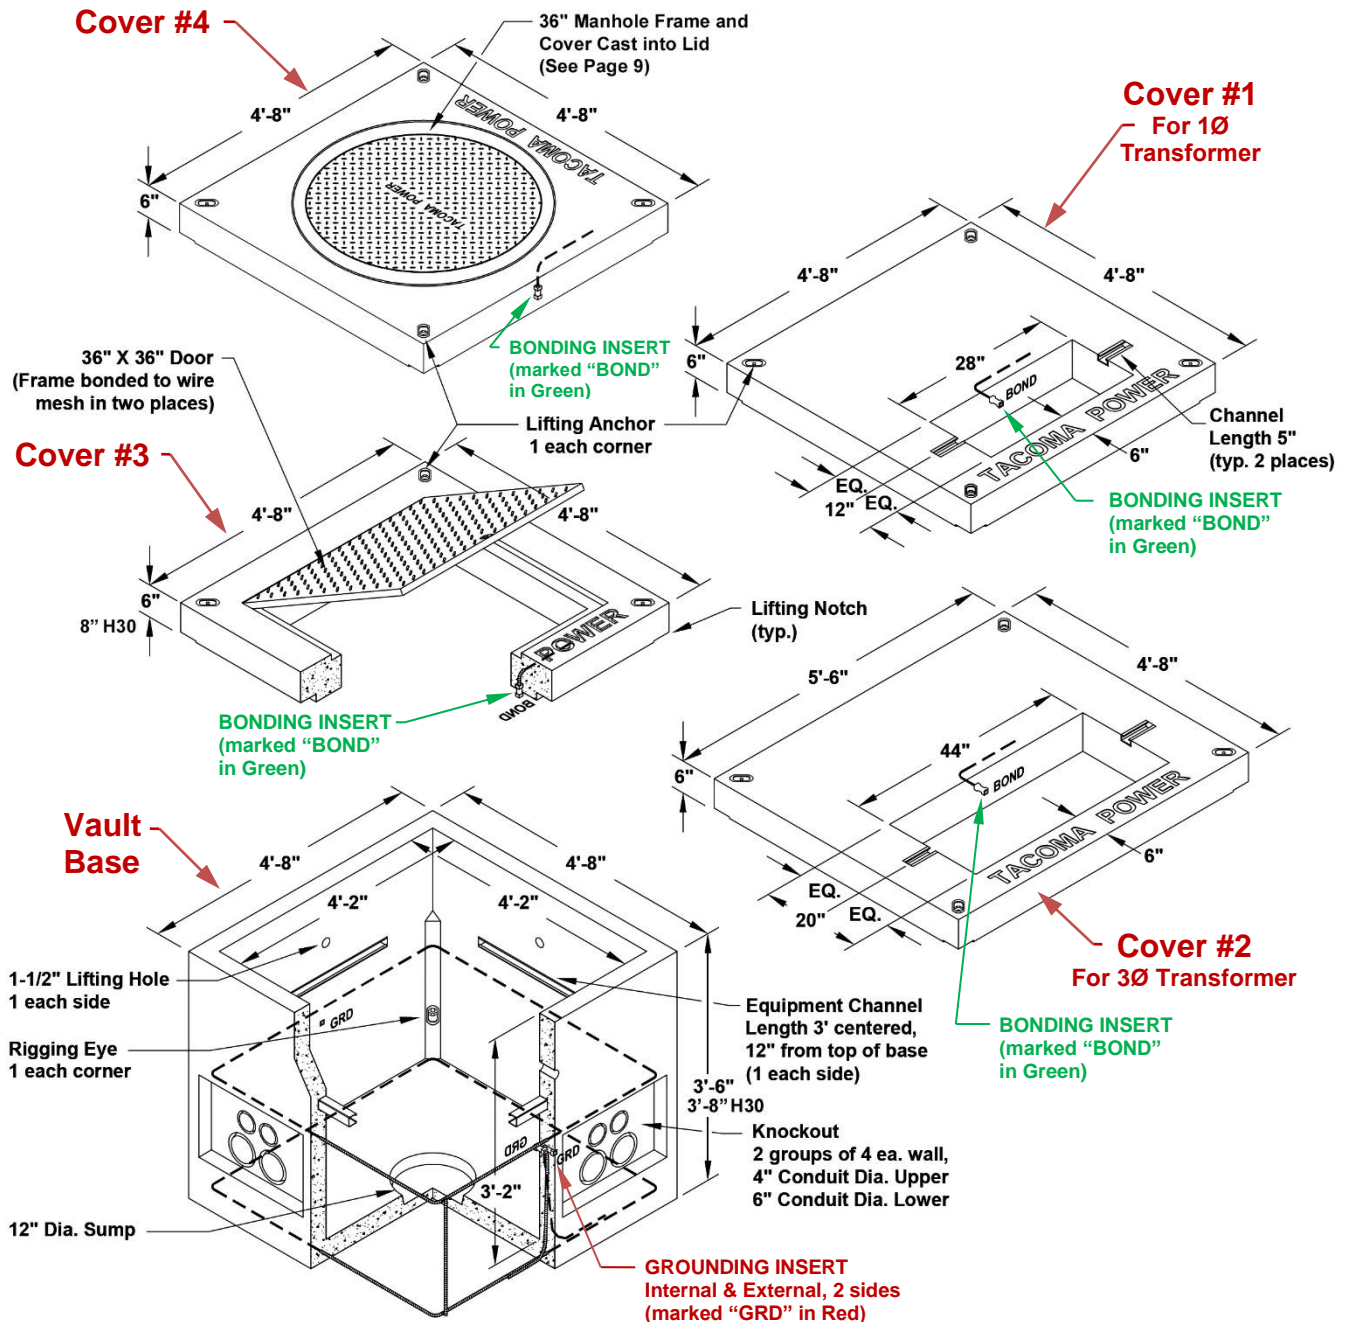 Cover #4
36" Manhole Frame and
Cover Cast into Lid
(See Page 9)
4'-8"
4'-8"
6"
TACOMA POWER
TACOMA POWER
BONDING INSERT
(marked “BOND”
in Green)
Cover #1
For 1Ø
Transformer
4'-8"
4'-8"
6"
28"
BOND
TACOMA POWER
Channel
Length 5"
(typ. 2 places)
6"
EQ.
12"
EQ.
BONDING INSERT
(marked “BOND”
in Green)
36" X 36" Door
(Frame bonded to wire
mesh in two places)
Lifting Anchor
1 each corner
Cover #3
4'-8"
4'-8"
6"
8” H30
POWER
BOND
Lifting Notch
(typ.)
BONDING INSERT
(marked “BOND”
in Green)
5'-6"
4'-8"
6"
44"
BOND
TACOMA POWER
6"
EQ.
20"
EQ.
Cover #2
For 3Ø Transformer
BONDING INSERT
(marked “BOND”
in Green)
Vault
Base
4'-8"
4'-8"
4'-2"
4'-2"
1-1/2" Lifting Hole
1 each side
GRD
Rigging Eye
1 each corner
Equipment Channel
Length 3' centered,
12" from top of base
(1 each side)
3'-6"
3’-8” H30
Knockout
2 groups of 4 ea. wall,
4" Conduit Dia. Upper
6" Conduit Dia. Lower
GRD
GRD
3'-2"
12" Dia. Sump
GROUNDING INSERT
Internal & External, 2 sides
(marked “GRD” in Red)